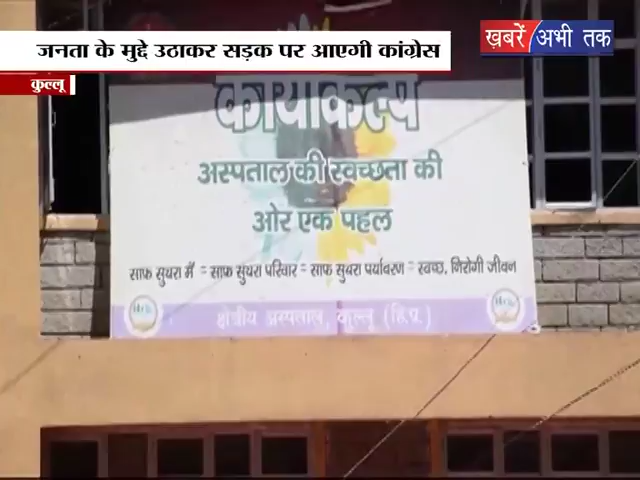 जनता के मुद्दे उठाकर सड़क पर आएगी कांग्रेस
ख़बरें अभी तक
कुल्लू
कायाकल्प
अस्पताल की स्वच्छता की
ओर एक पहल
साफ सुथरा मैं = साफ सुथरा परिवार = साफ सुथरा पर्यावरण = स्वच्छ, निरोगी जीवन
क्षेत्रीय अस्पताल, कुल्लू (हि.प्र.)